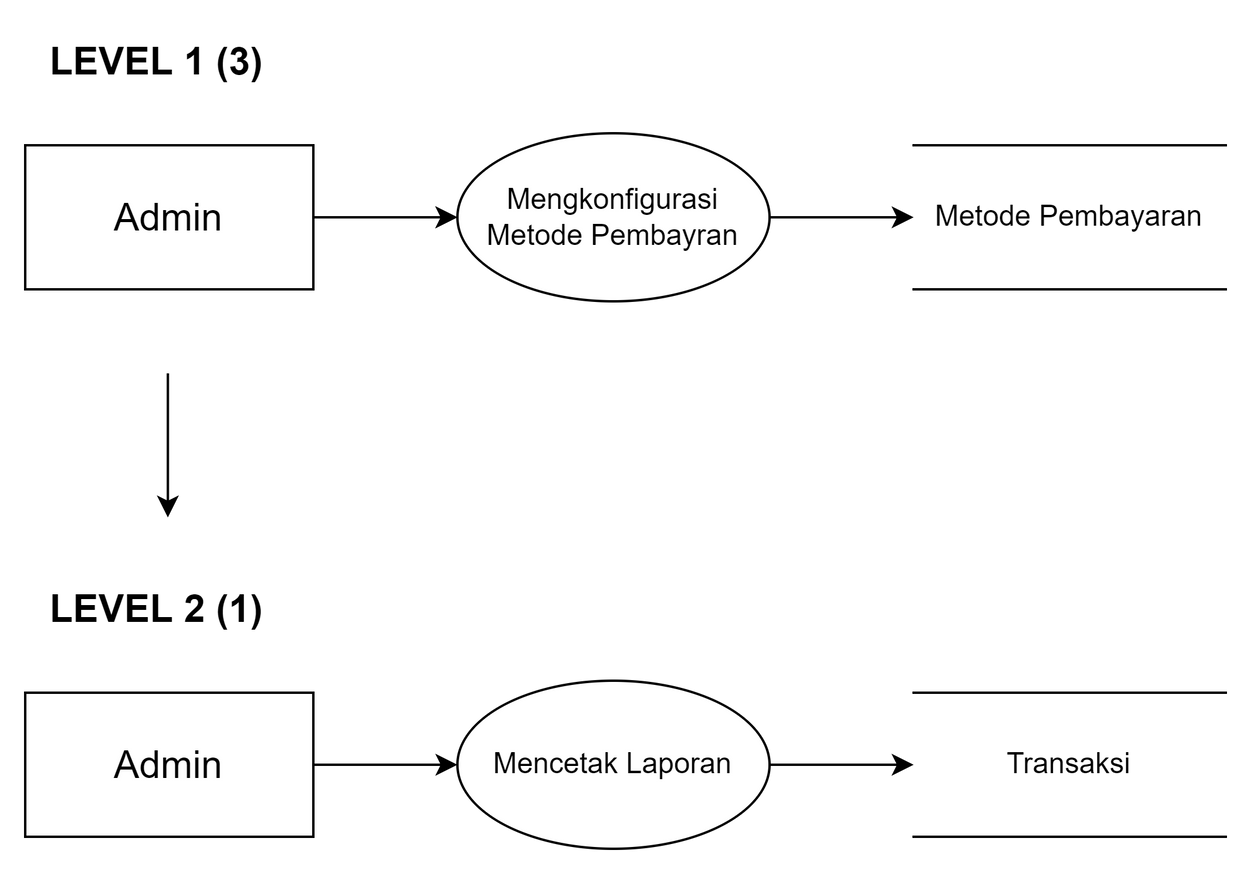 LEVEL 1 (3)
Admin
Mengkonfigurasi
Metode Pembayran
Metode Pembayaran
LEVEL 2 (1)
Admin
Mencetak Laporan
Transaksi